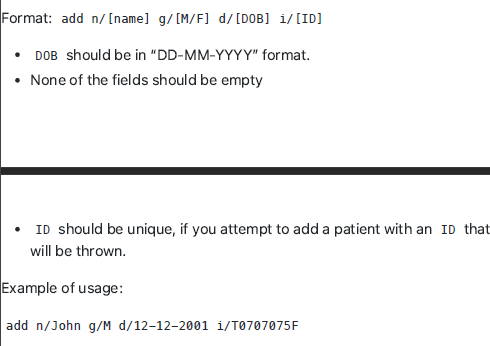 Format: add n/[name] g/[M/F] d/[DOB] i/[ID]
• DOB should be in “DD-MM-YYYY” format.
• None of the fields should be empty
• ID should be unique, if you attempt to add a patient with an ID that
will be thrown.
Example of usage:
add n/John g/M d/12–12–2001 i/T0707075F